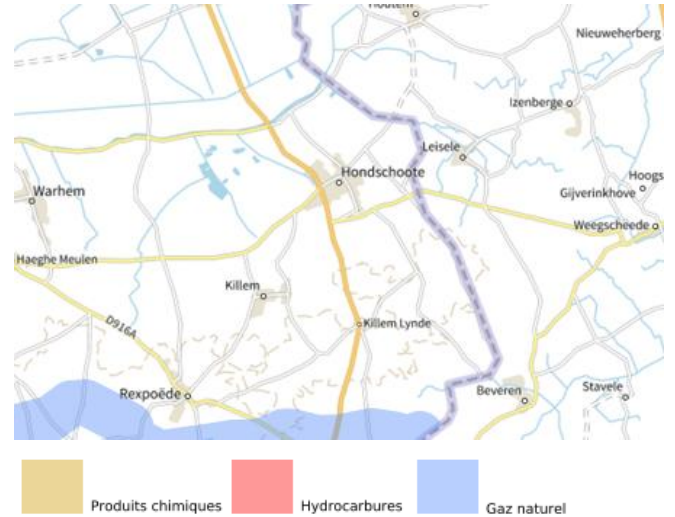 Nieuweherberg
Izenberge
Leisele
Hondschoote
Hoogs
Warhem
Gijverinkhove
Weegscheede
Haeghe Meulen
Killem
D916A
Killem Lynde
Rexpoëde
Beveren
Stavele
Produits chimiques
Hydrocarbures
Gaz naturel